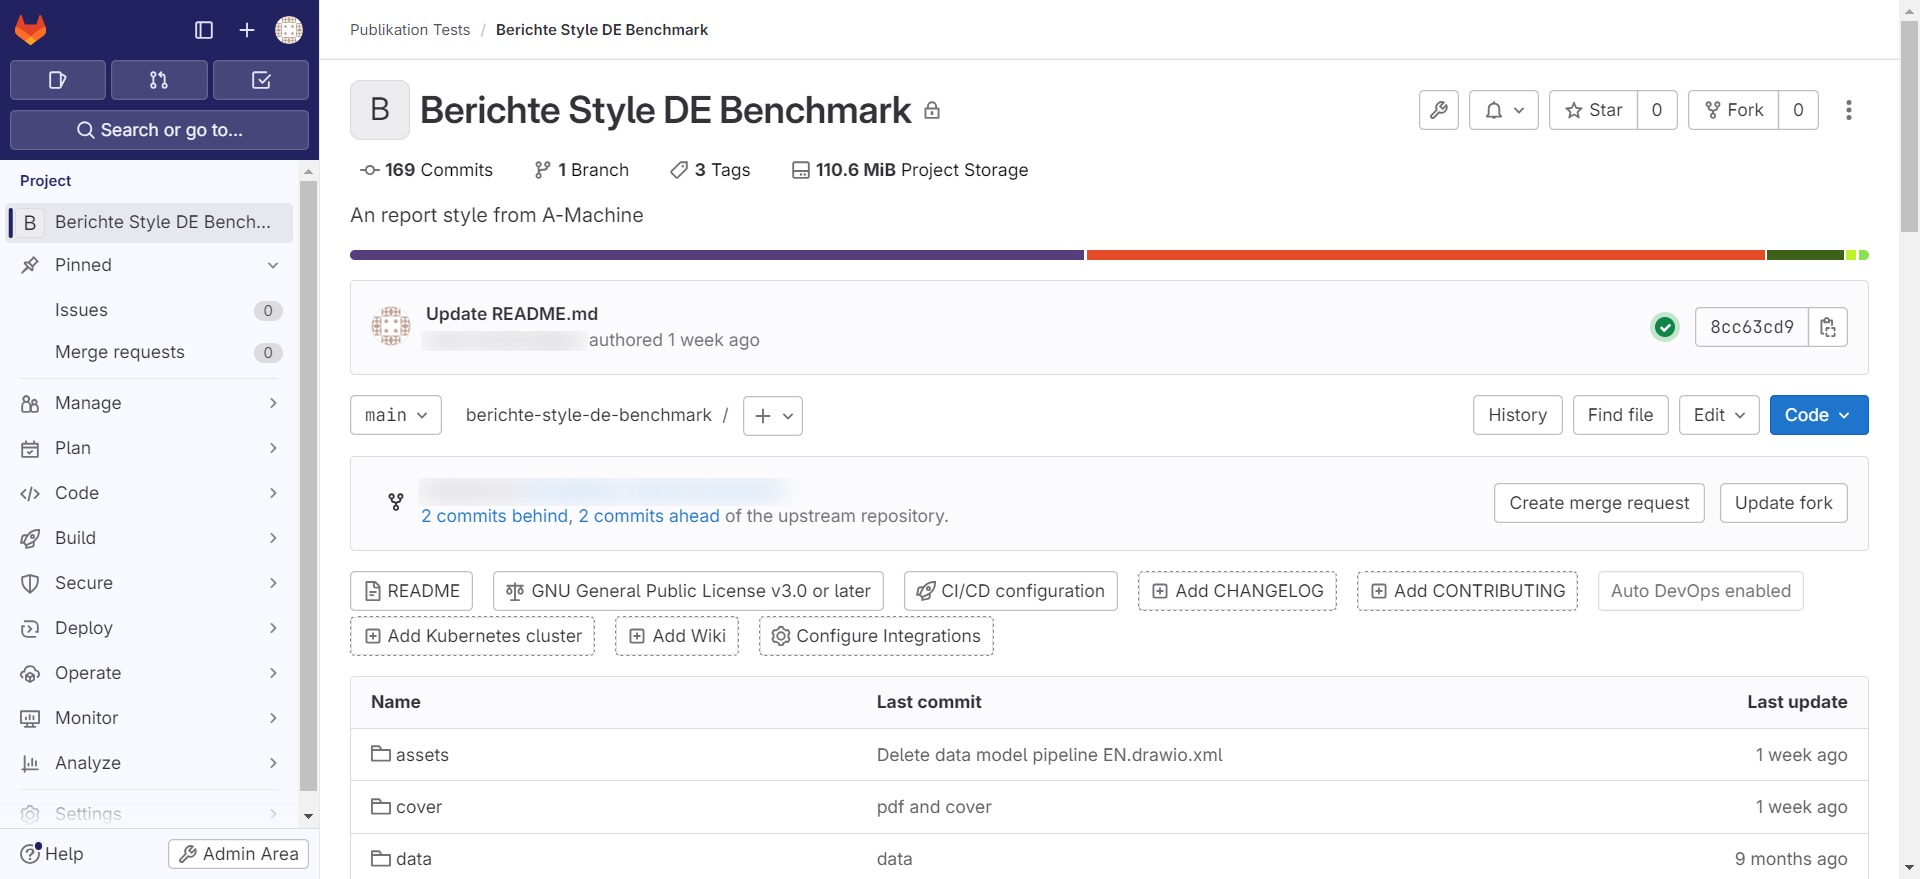 Publikation Tests / Berichte Style DE Benchmark
Search or go to...
Project
B Berichte Style DE Bench...
Pinned
Issues 0
Merge requests 0
Manage
Plan
Code
Build
Secure
Deploy
Operate
Monitor
Analyze
Settings
Help Admin Area
B Berichte Style DE Benchmark
Star 0 Fork 0
169 Commits 1 Branch 3 Tags 110.6 MiB Project Storage
An report style from A-Machine
Update README.md
authored 1 week ago
8cc63cd9
main berichte-style-de-benchmark / +
History Find file Edit Code
2 commits behind, 2 commits ahead of the upstream repository.
Create merge request Update fork
README GNU General Public License v3.0 or later CI/CD configuration Add CHANGELOG Add CONTRIBUTING Auto DevOps enabled
Add Kubernetes cluster Add Wiki Configure Integrations
Name Last commit Last update
assets Delete data model pipeline EN.drawio.xml 1 week ago
cover pdf and cover 1 week ago
data data 9 months ago